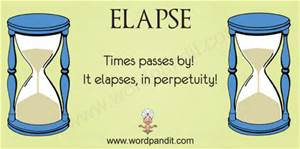 ELAPSE
Times passes by!
It elapses, in perpetuity!
www.wordpandit.com